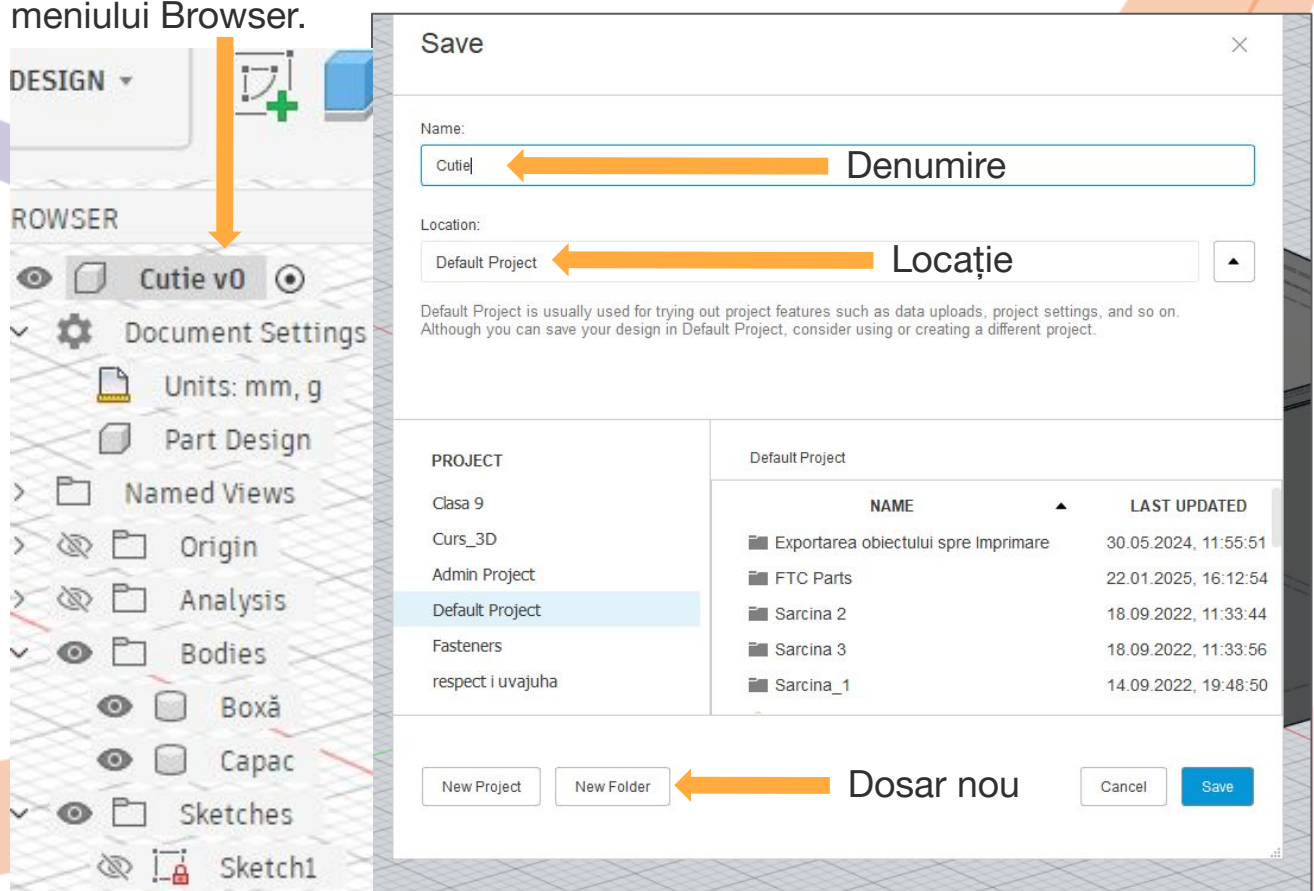 meniului Browser.
DESIGN
ROWSER
Cutie v0
Document Settings
Units: mm, g
Part Design
Named Views
Origin
Analysis
Bodies
Boxă
Capac
Sketches
Sketch1
Save
Name:
Cutie
Denumire
Location:
Default Project
Locație
Default Project is usually used for trying out project features such as data uploads, project settings, and so on.
Although you can save your design in Default Project, consider using or creating a different project.
PROJECT
Clasa 9
Curs_3D
Admin Project
Default Project
Fasteners
respect i uvajuha
Default Project
NAME LAST UPDATED
Exportarea obiectului spre Imprimare 30.05.2024, 11:55:51
FTC Parts 22.01.2025, 16:12:54
Sarcina 2 18.09.2022, 11:33:44
Sarcina 3 18.09.2022, 11:33:56
Sarcina_1 14.09.2022, 19:48:50
New Project New Folder Dosar nou Cancel Save